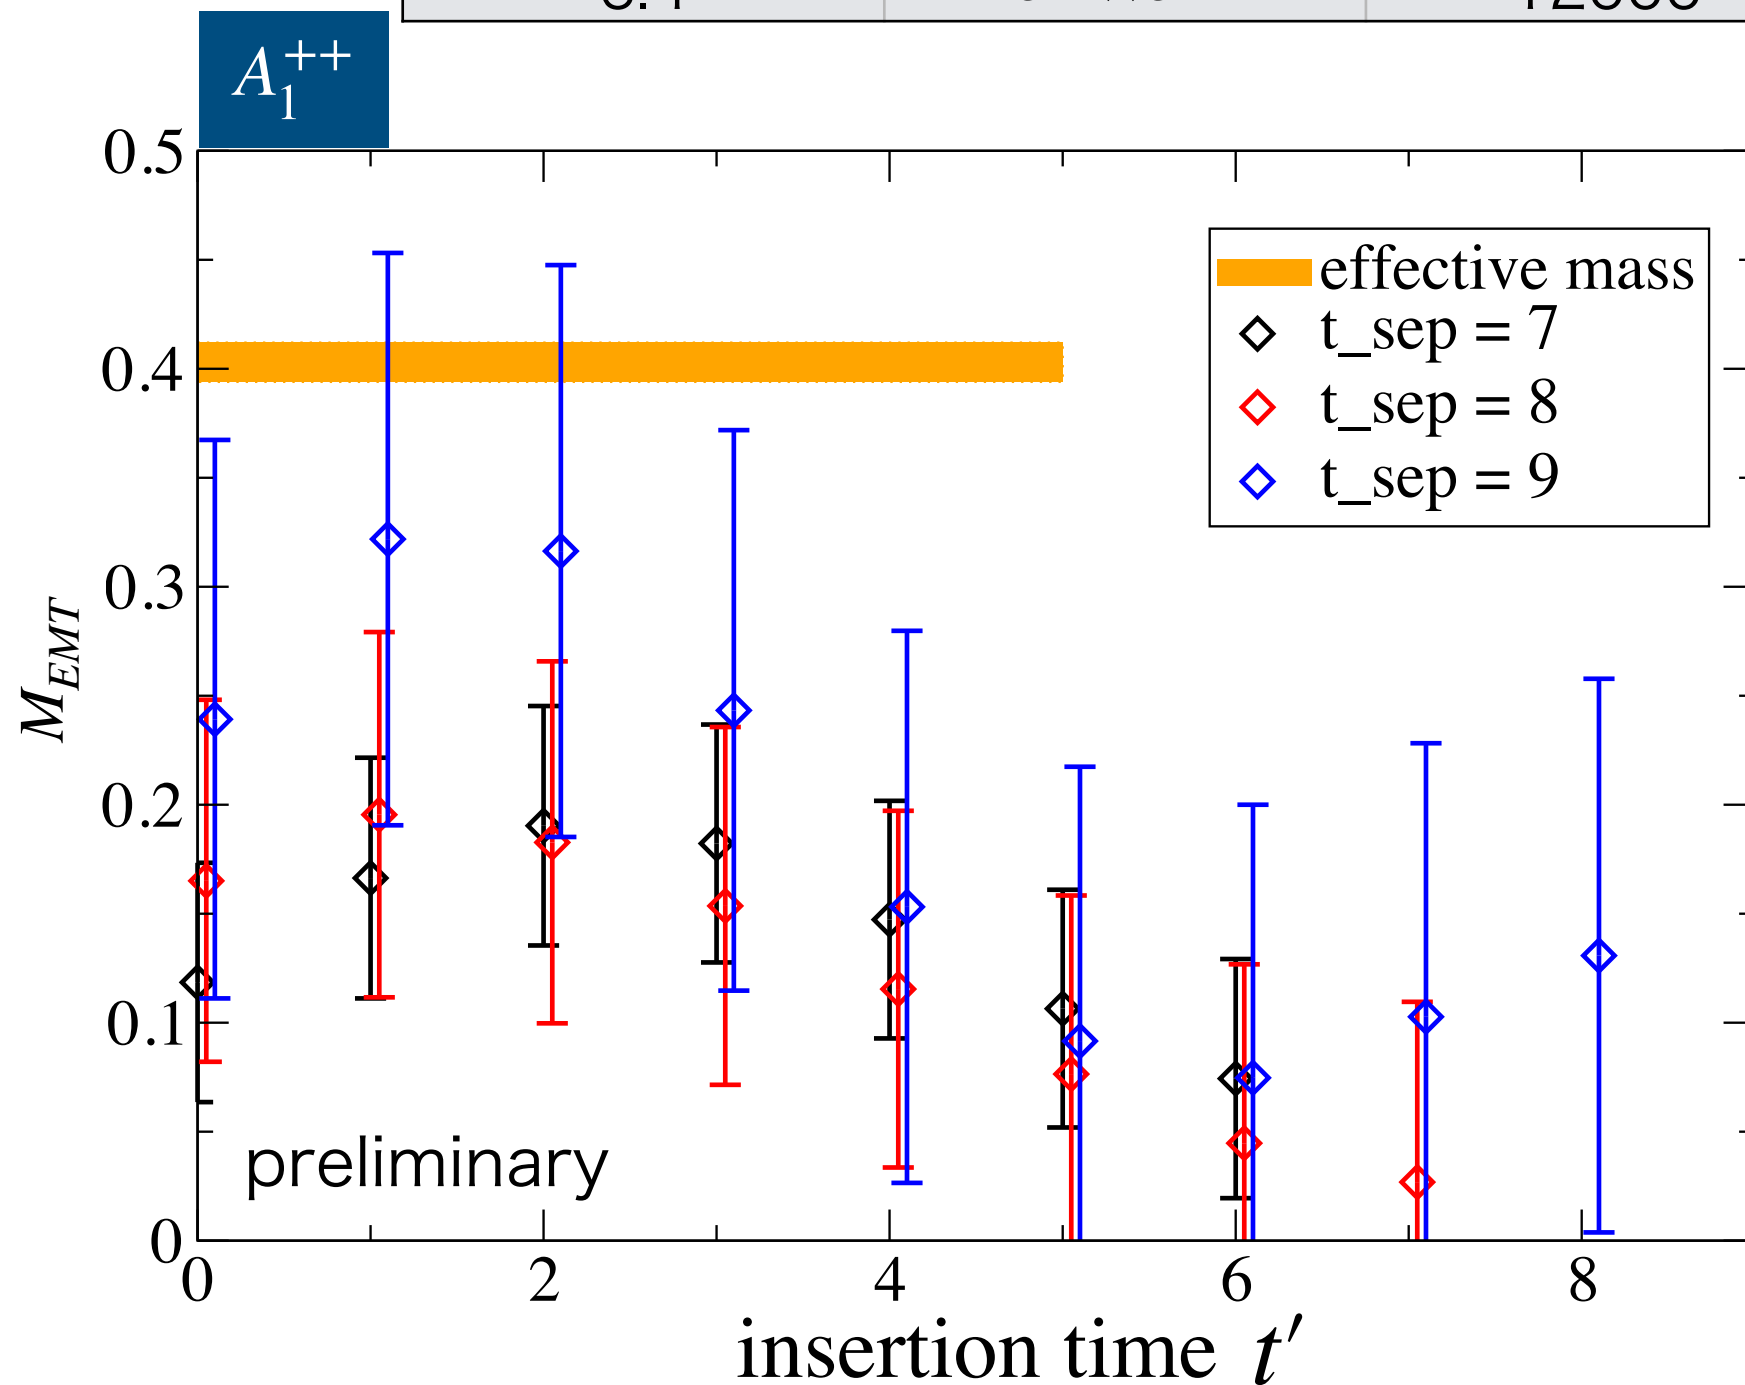 A₁⁺⁺
0.5
0.4
0.3
0.2
0.1
0
M_EMT
effective mass
t_sep = 7
t_sep = 8
t_sep = 9
preliminary
0 2 4 6 8
insertion time t′